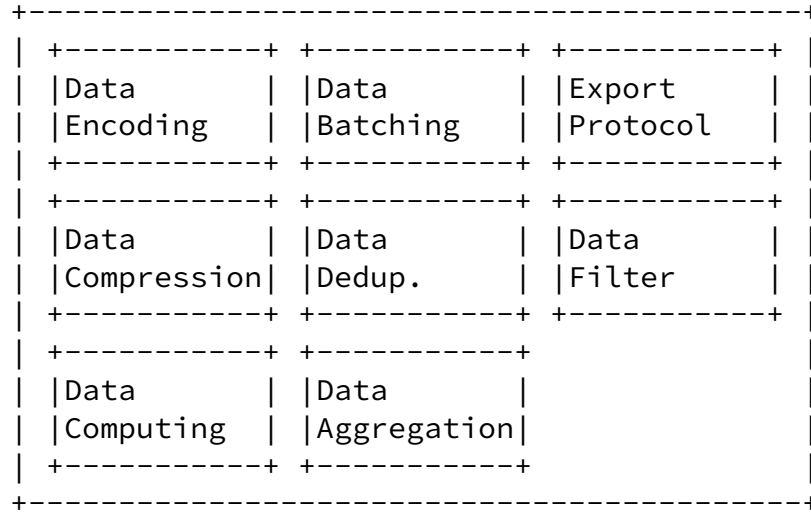 Data Data Export
Encoding Batching Protocol
Data Data Data
Compression Dedup. Filter
Data Data
Computing Aggregation